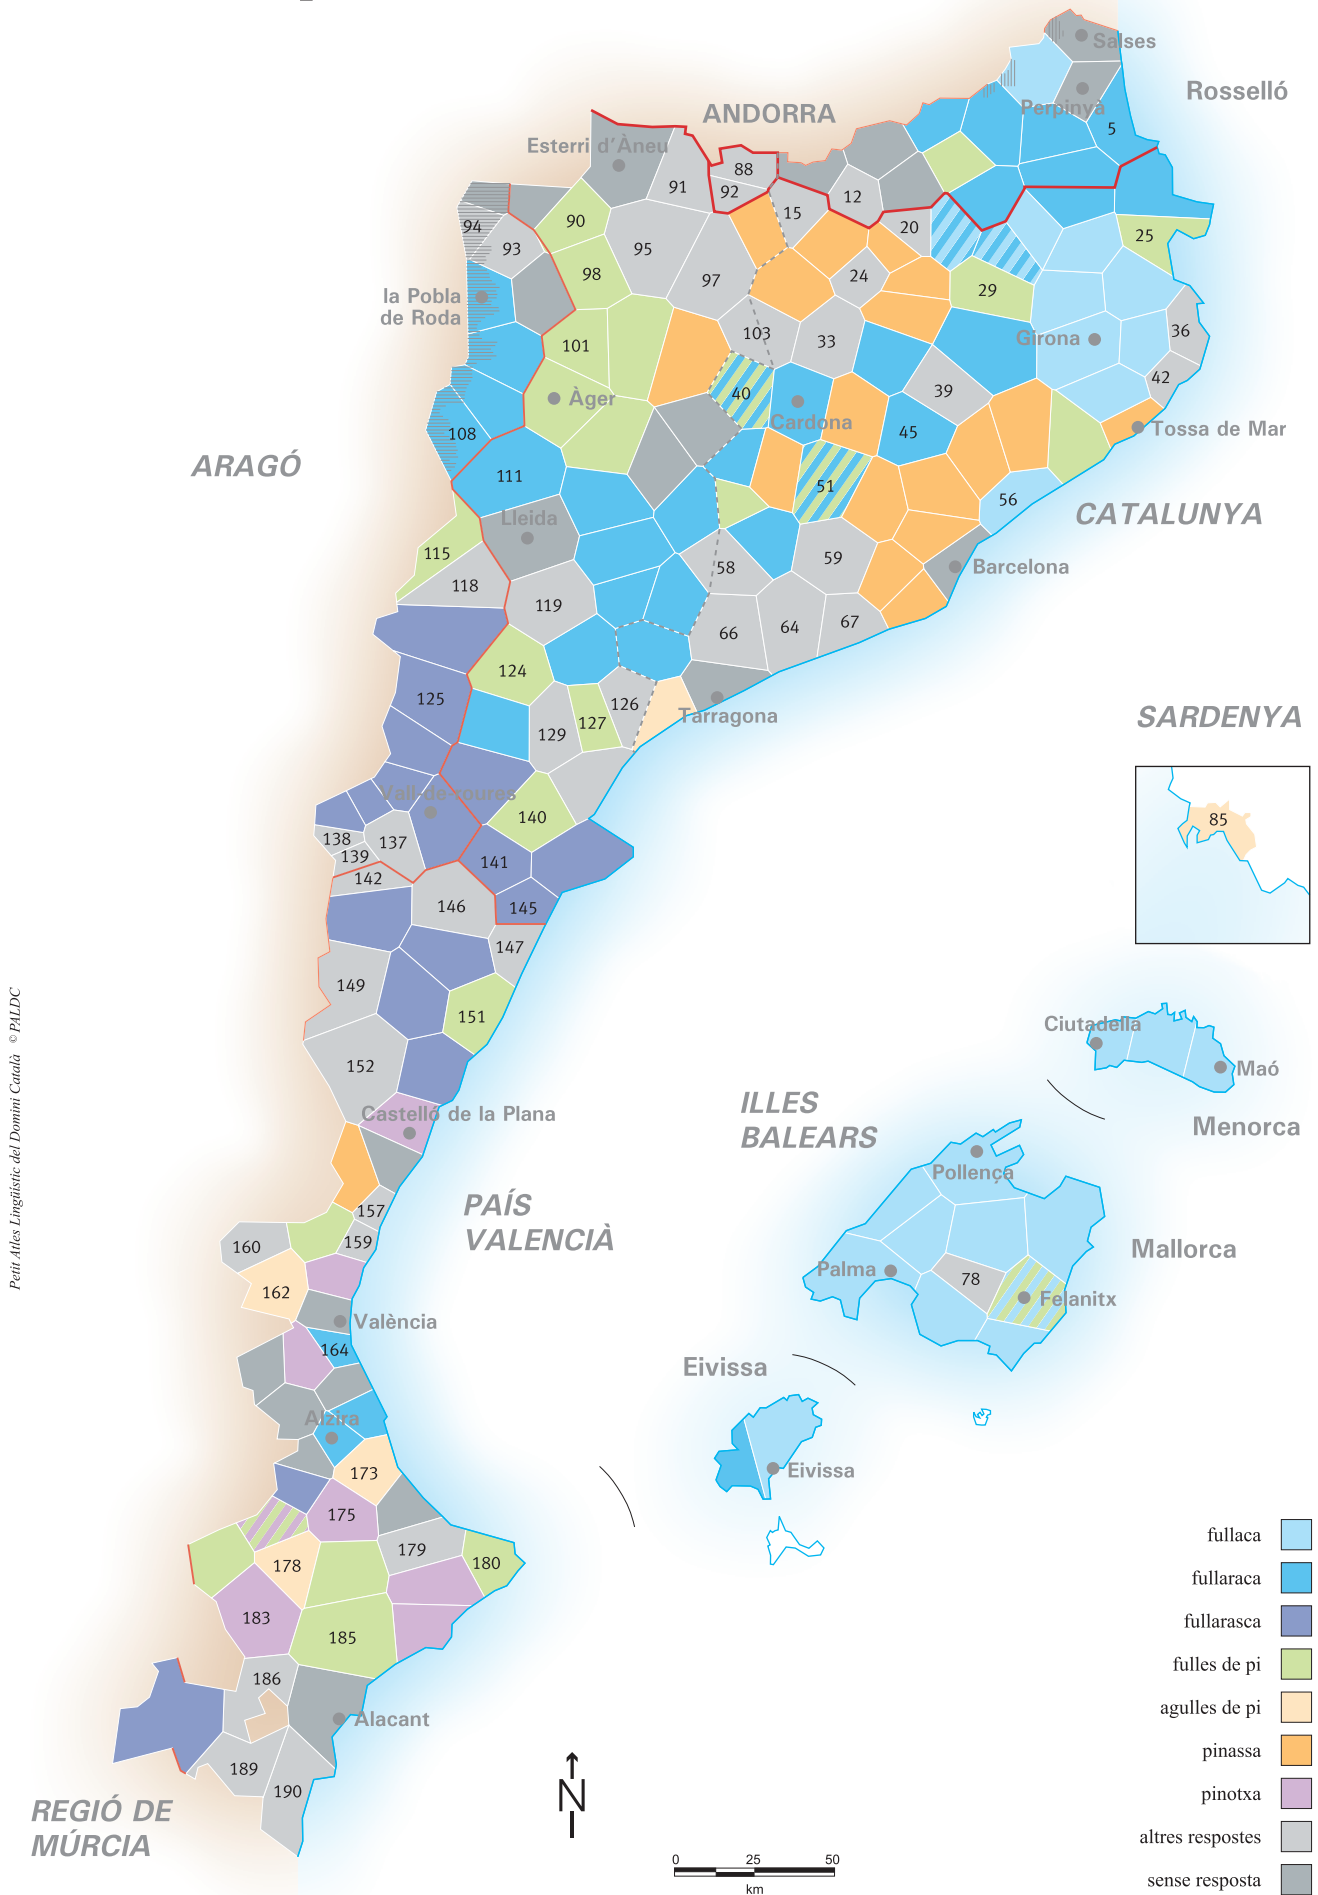 Salses
Rosselló
Perpinyà
5
ANDORRA
Esterri d'Àneu
88
91
92
12
15
20
94
93
90
95
98
97
24
25
29
la Pobla
de Roda
103
33
Girona
36
101
42
39
40
Àger
Cardona
45
Tossa de Mar
108
ARAGÓ
111
51
56
CATALUNYA
Lleida
115
58
59
Barcelona
118
119
66
64
67
124
125
126
127
129
Tarragona
SARDENYA
85
Vall-de-roures
140
138
137
139
141
142
146
145
147
149
151
152
Petit Atles Lingüístic del Domini Català © PALDC
Ciutadella
Maó
Menorca
ILLES
BALEARS
Castelló de la Plana
Pollença
PAÍS
VALENCIÀ
157
159
160
162
Mallorca
Palma
78
Felanitx
València
164
Eivissa
Alzira
Eivissa
173
175
178
179
180
183
185
186
Alacant
189
190
REGIÓ DE
MÚRCIA
N
0 25 50
km
fullaca
fullaraca
fullarasca
fulles de pi
agulles de pi
pinassa
pinotxa
altres respostes
sense resposta